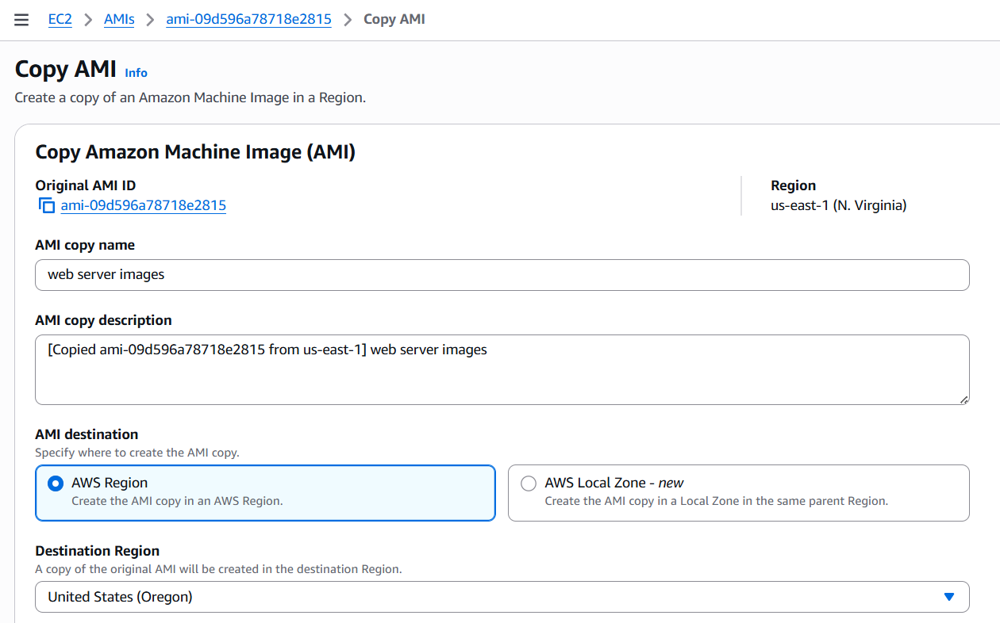 EC2 > AMIs > ami-09d596a78718e2815 > Copy AMI
Copy AMI Info
Create a copy of an Amazon Machine Image in a Region.
Copy Amazon Machine Image (AMI)
Original AMI ID
ami-09d596a78718e2815
Region
us-east-1 (N. Virginia)
AMI copy name
web server images
AMI copy description
[Copied ami-09d596a78718e2815 from us-east-1] web server images
AMI destination
Specify where to create the AMI copy.
AWS Region
Create the AMI copy in an AWS Region.
AWS Local Zone - new
Create the AMI copy in a Local Zone in the same parent Region.
Destination Region
A copy of the original AMI will be created in the destination Region.
United States (Oregon)